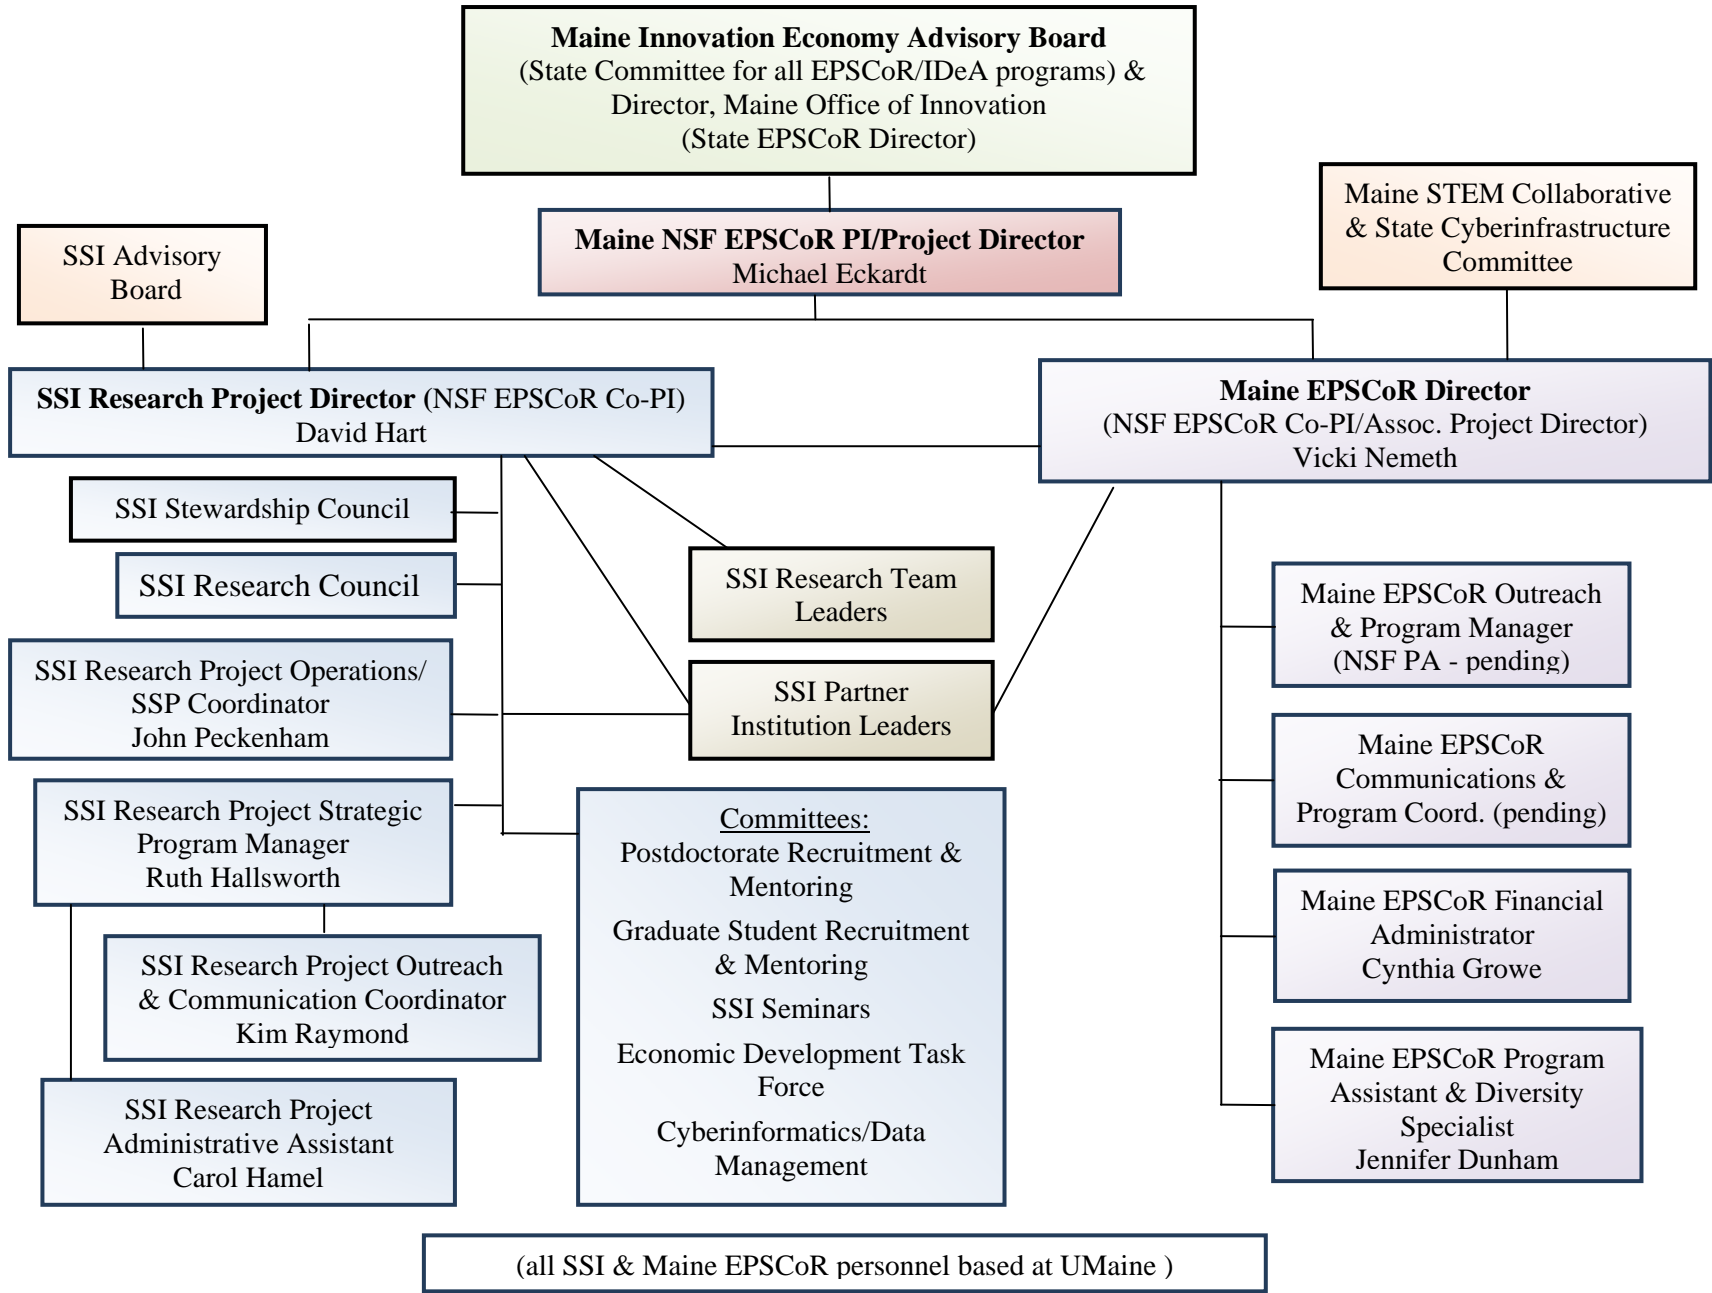 Maine Innovation Economy Advisory Board
(State Committee for all EPSCoR/IDeA programs) &
Director, Maine Office of Innovation
(State EPSCoR Director)
Maine STEM Collaborative
& State Cyberinfrastructure
Committee
Maine NSF EPSCoR PI/Project Director
Michael Eckardt
SSI Advisory
Board
SSI Research Project Director (NSF EPSCoR Co-PI)
David Hart
Maine EPSCoR Director
(NSF EPSCoR Co-PI/Assoc. Project Director)
Vicki Nemeth
SSI Stewardship Council
SSI Research Council
SSI Research Project Operations/
SSP Coordinator
John Peckenham
SSI Research Project Strategic
Program Manager
Ruth Hallsworth
SSI Research Project Outreach
& Communication Coordinator
Kim Raymond
SSI Research Project
Administrative Assistant
Carol Hamel
SSI Research Team
Leaders
SSI Partner
Institution Leaders
Committees:
Postdoctorate Recruitment &
Mentoring
Graduate Student Recruitment
& Mentoring
SSI Seminars
Economic Development Task
Force
Cyberinformatics/Data
Management
Maine EPSCoR Outreach
& Program Manager
(NSF PA - pending)
Maine EPSCoR
Communications &
Program Coord. (pending)
Maine EPSCoR Financial
Administrator
Cynthia Growe
Maine EPSCoR Program
Assistant & Diversity
Specialist
Jennifer Dunham
(all SSI & Maine EPSCoR personnel based at UMaine )